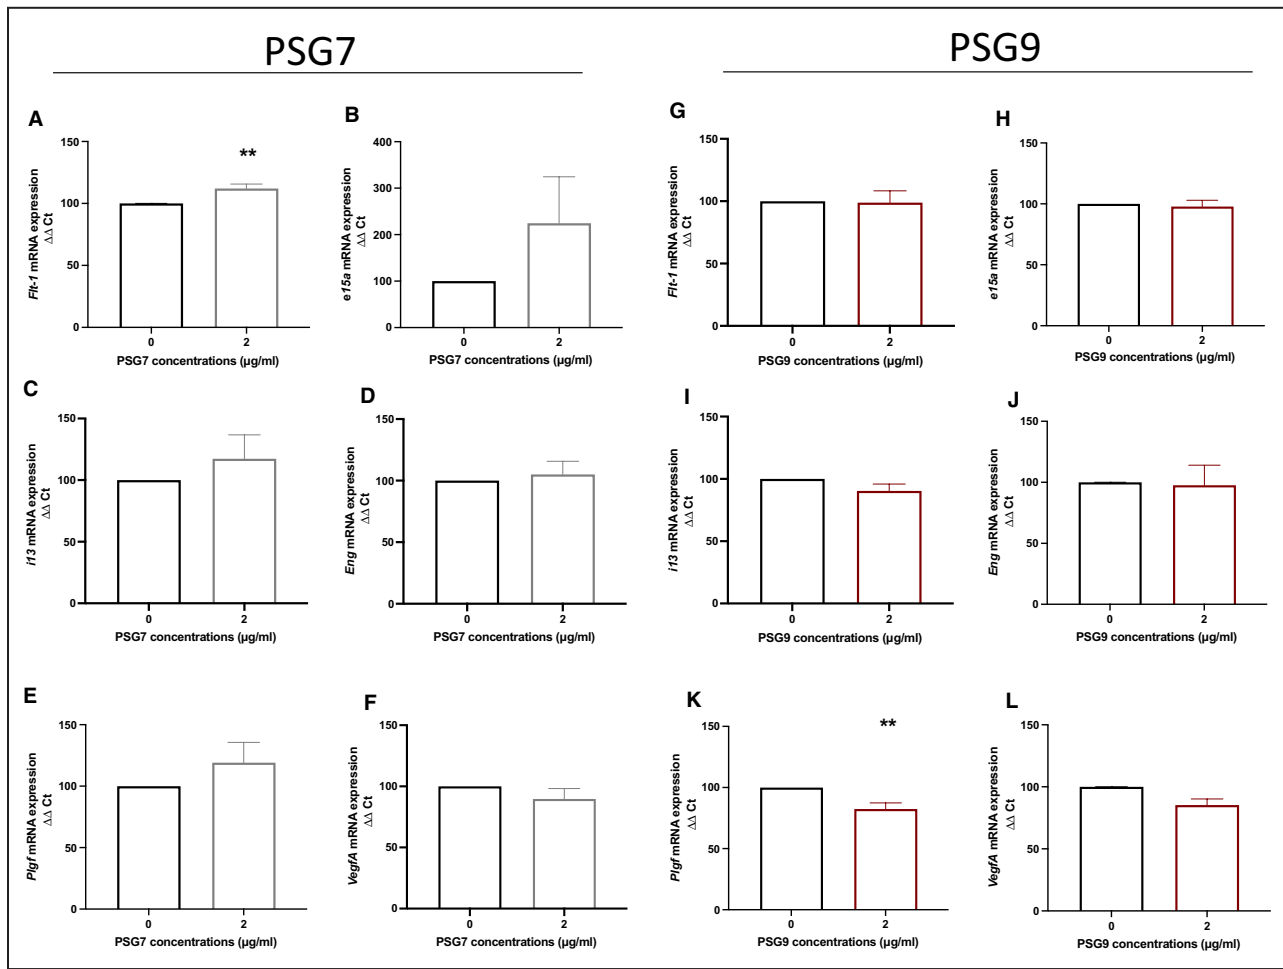 PSG7
PSG9
A
150
100
50
0
Flt-1 mRNA expression
ΔΔ Ct
**
0 2
PSG7 concentrations (µg/ml)
B
400
300
200
100
0
e15a mRNA expression
ΔΔ Ct
0 2
PSG7 concentrations (µg/ml)
G
150
100
50
0
Flt-1 mRNA expression
ΔΔ Ct
0 2
PSG9 concentrations (µg/ml)
H
150
100
50
0
e15a mRNA expression
ΔΔ Ct
0 2
PSG9 concentrations (µg/ml)
C
150
100
50
0
i13 mRNA expression
ΔΔ Ct
0 2
PSG7 concentrations (µg/ml)
D
150
100
50
0
Eng mRNA expression
ΔΔ Ct
0 2
PSG7 concentrations (µg/ml)
I
150
100
50
0
i13 mRNA expression
ΔΔ Ct
0 2
PSG9 concentrations (µg/ml)
J
150
100
50
0
Eng mRNA expression
ΔΔ Ct
0 2
PSG9 concentrations (µg/ml)
E
150
100
50
0
Plgf mRNA expression
ΔΔ Ct
0 2
PSG7 concentrations (µg/ml)
F
150
100
50
0
VegfA mRNA expression
ΔΔ Ct
0 2
PSG7 concentrations (µg/ml)
K
150
100
50
0
Plgf mRNA expression
ΔΔ Ct
**
0 2
PSG9 concentrations (µg/ml)
L
150
100
50
0
VegfA mRNA expression
ΔΔ Ct
0 2
PSG9 concentrations (µg/ml)